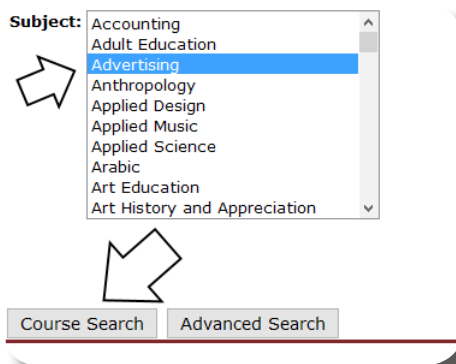 Subject: Accounting
Adult Education
Advertising
Anthropology
Applied Design
Applied Music
Applied Science
Arabic
Art Education
Art History and Appreciation
Course Search Advanced Search